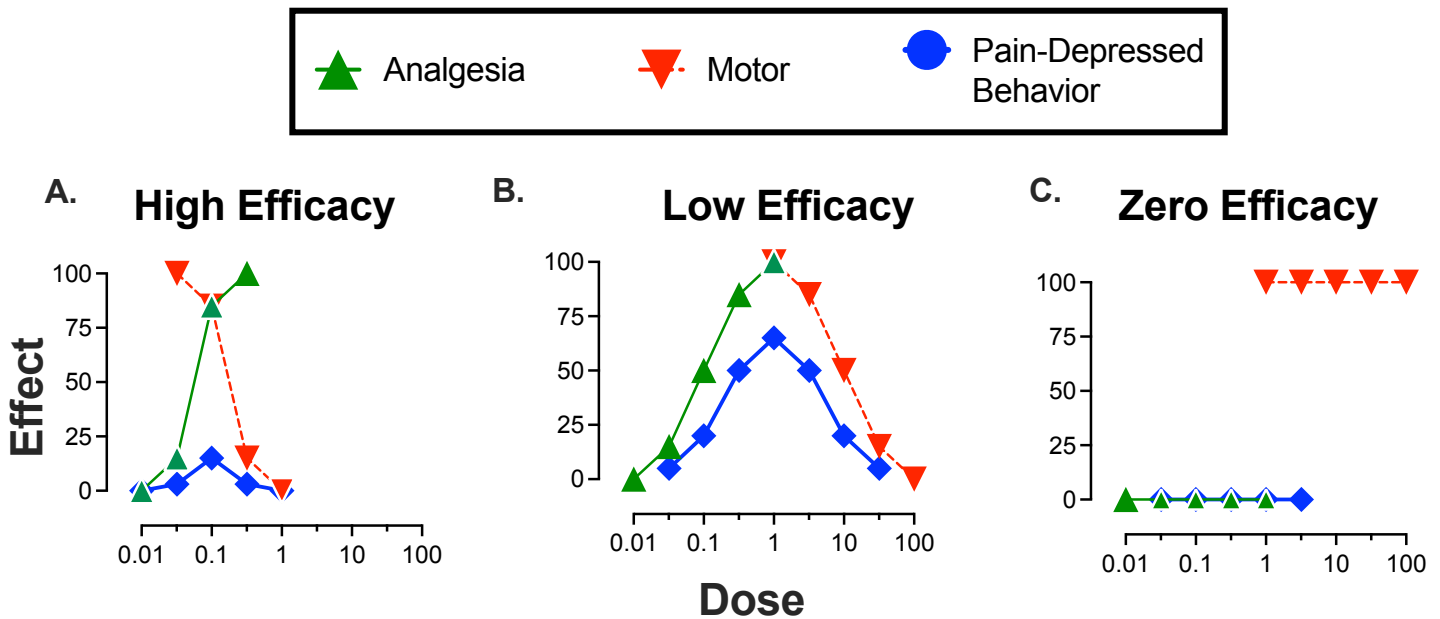 Analgesia
Motor
Pain-Depressed
Behavior
A.
High Efficacy
B.
Low Efficacy
C.
Zero Efficacy
Effect
100
75
50
25
0
0.01 0.1 1 10 100
100
75
50
25
0
0.01 0.1 1 10 100
100
75
50
25
0
0.01 0.1 1 10 100
Dose